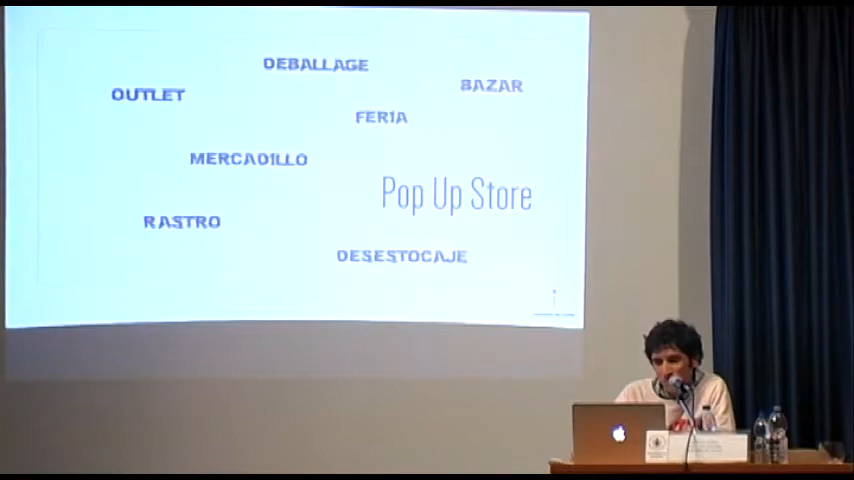 DEBALLAGE
BAZAR
OUTLET
FERIA
MERCADILLO
Pop Up Store
RASTRO
DESESTOCAJE